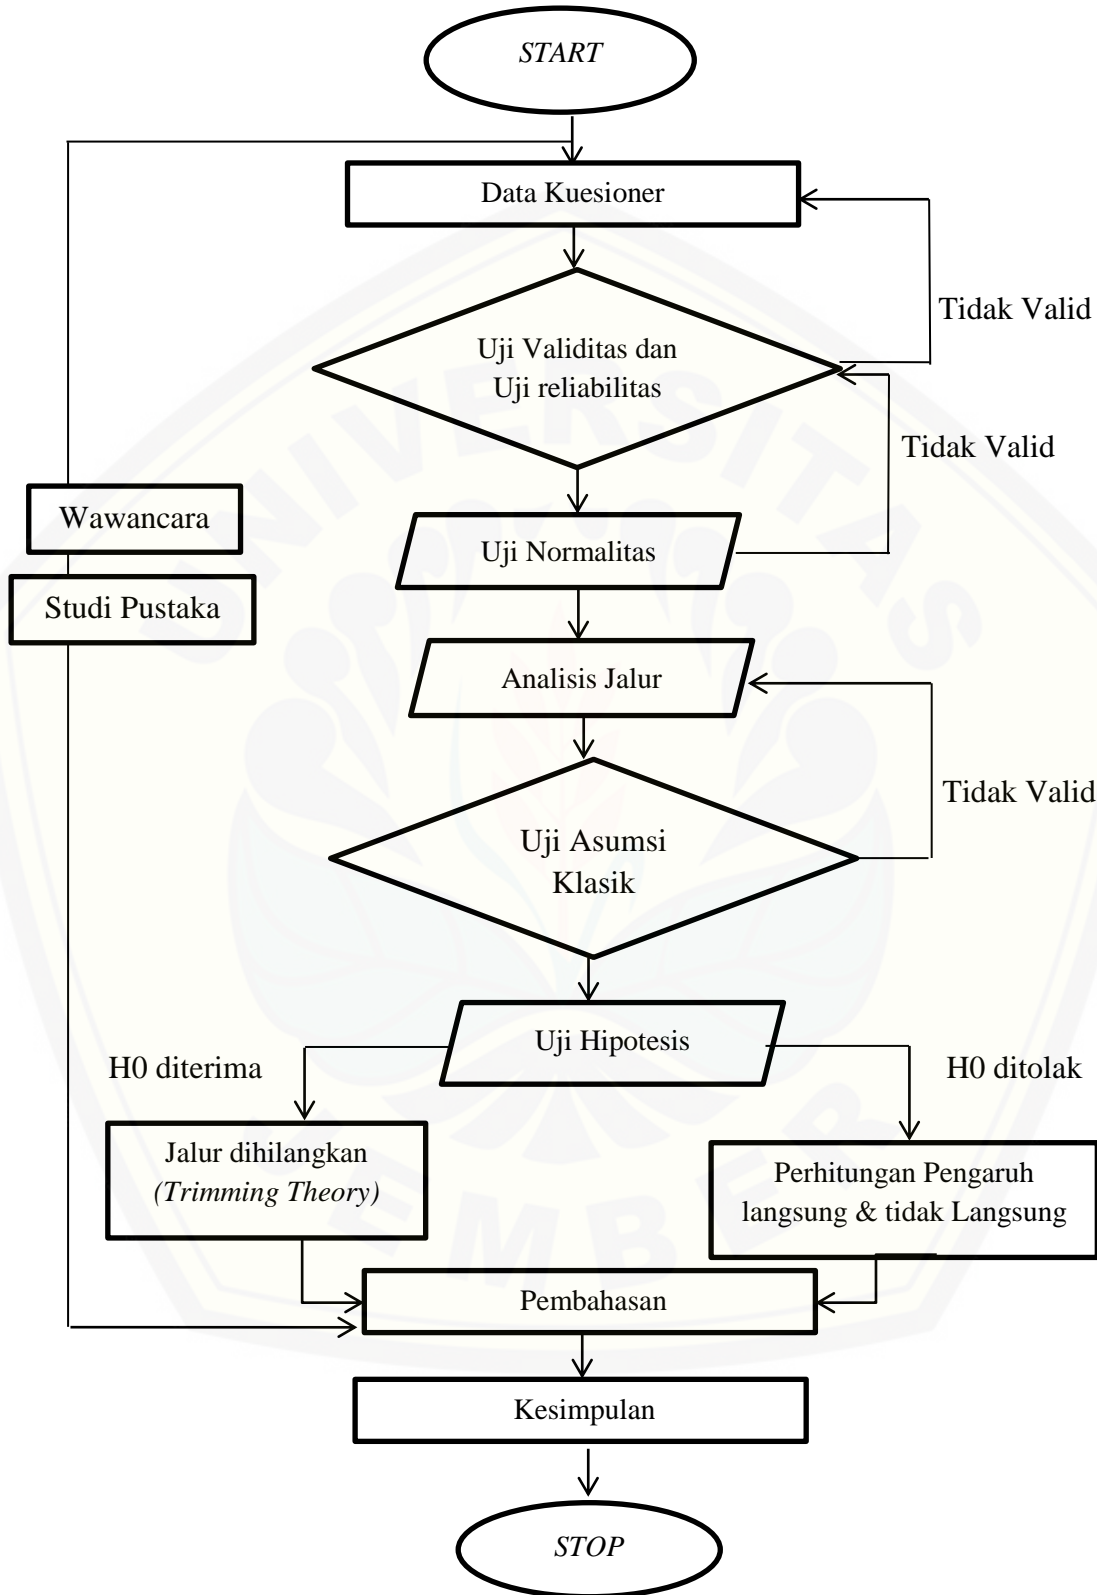 START
Data Kuesioner
Tidak Valid
Uji Validitas dan
Uji reliabilitas
Tidak Valid
Wawancara
Uji Normalitas
Studi Pustaka
Analisis Jalur
Tidak Valid
Uji Asumsi
Klasik
Uji Hipotesis
H0 diterima
H0 ditolak
Jalur dihilangkan
(Trimming Theory)
Perhitungan Pengaruh
langsung & tidak Langsung
Pembahasan
Kesimpulan
STOP
UNIVERSITAS
JEMBER